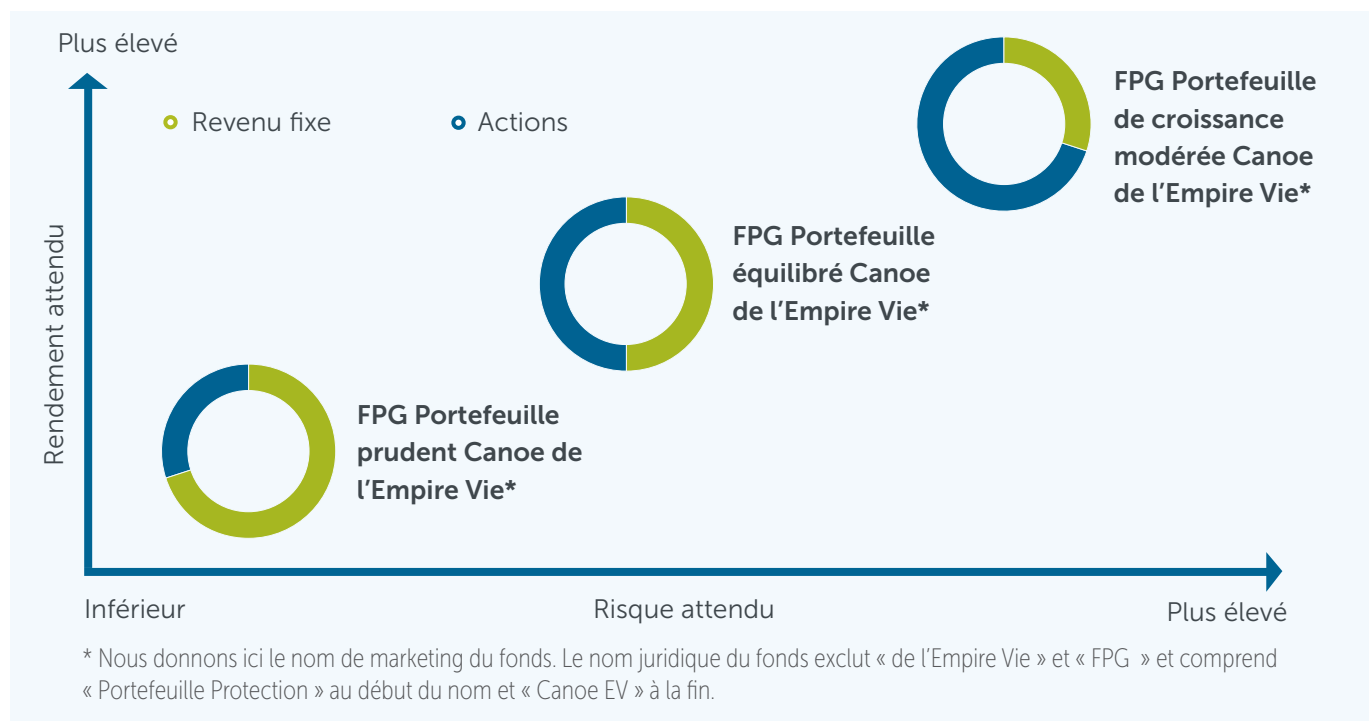 Plus élevé
Revenu fixe
Actions
FPG Portefeuille
de croissance
modérée Canoe
de l’Empire Vie*
FPG Portefeuille
équilibré Canoe
de l’Empire Vie*
Rendement attendu
FPG Portefeuille
prudent Canoe de
l’Empire Vie*
Inférieur
Risque attendu
Plus élevé
* Nous donnons ici le nom de marketing du fonds. Le nom juridique du fonds exclut « de l’Empire Vie » et « FPG » et comprend
« Portefeuille Protection » au début du nom et « Canoe EV » à la fin.